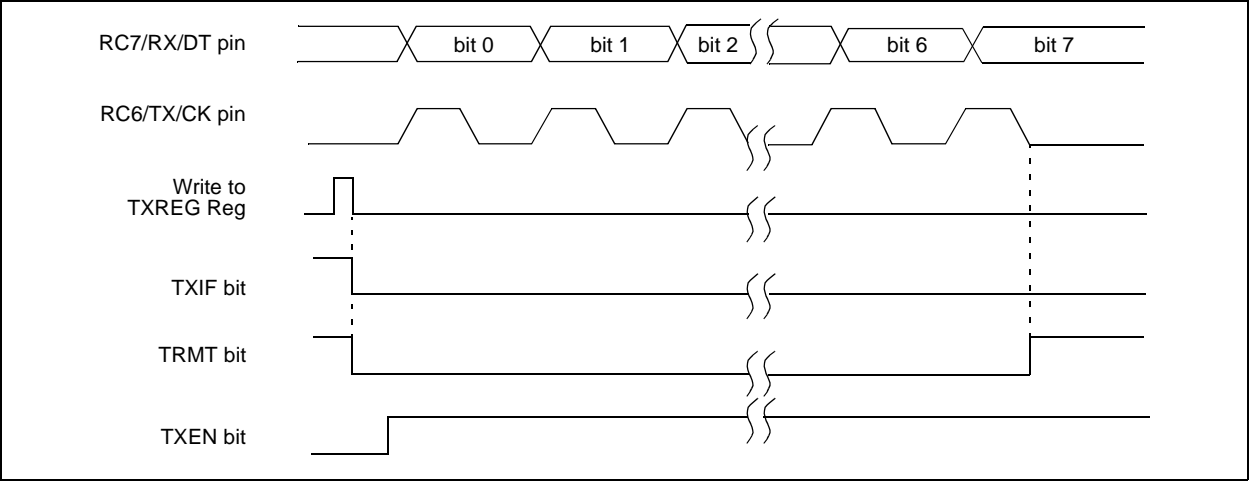 RC7/RX/DT pin
bit 0 bit 1 bit 2 bit 6 bit 7
RC6/TX/CK pin
Write to
TXREG Reg
TXIF bit
TRMT bit
TXEN bit